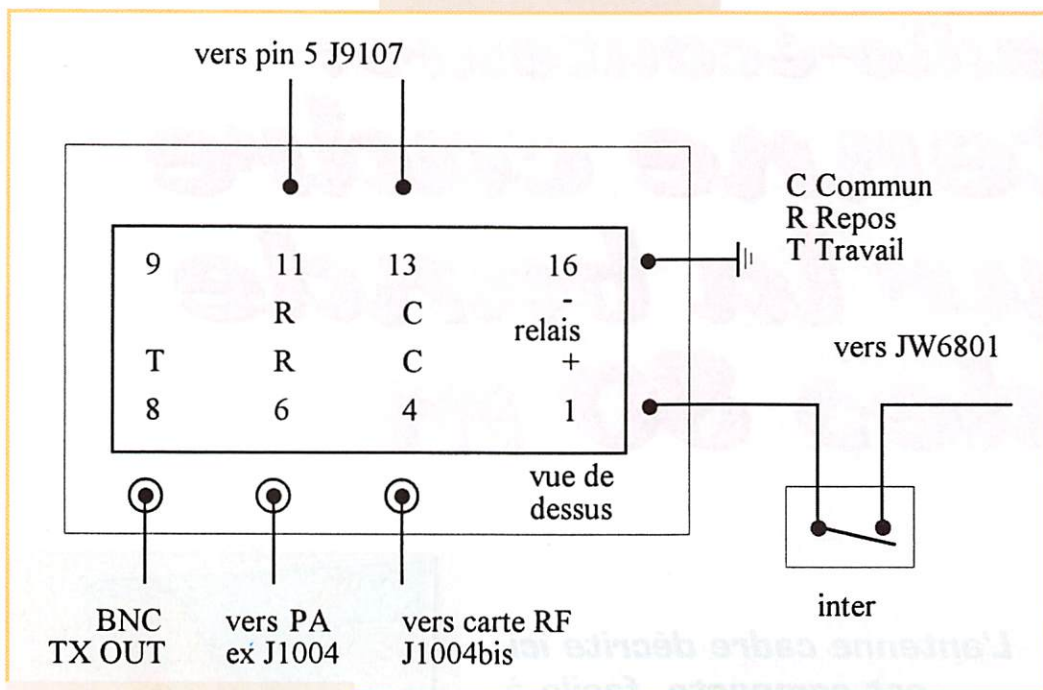 vers pin 5 J9107
C Commun
R Repos
T Travail
9 11 13 16
R C -
relais
T R C +
8 6 4 1
vers JW6801
vue de
dessus
inter
BNC
TX OUT
vers PA
ex J1004
vers carte RF
J1004bis